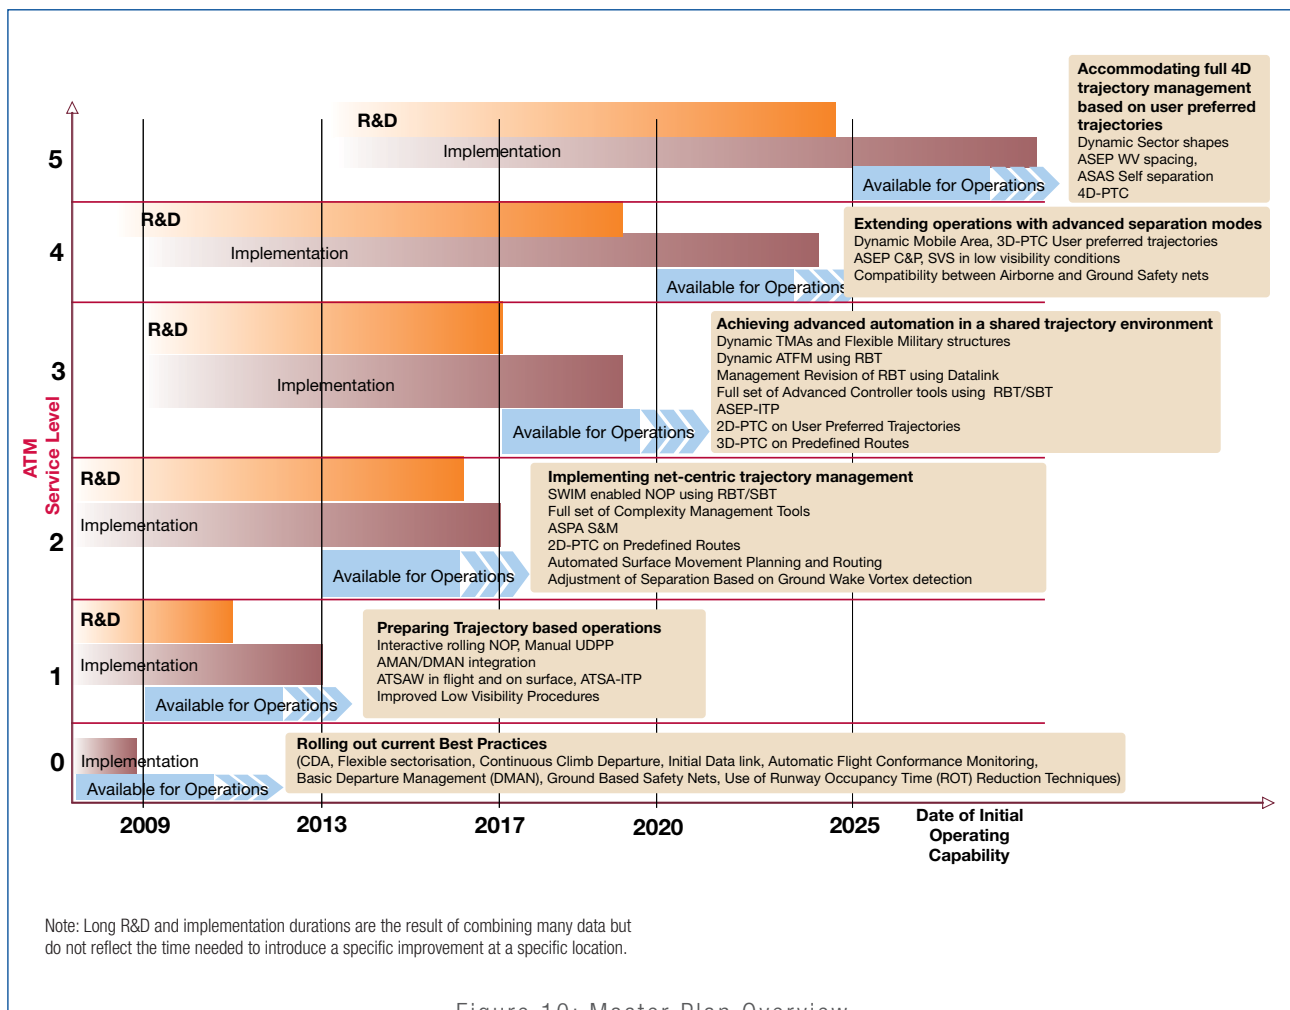 Accommodating full 4D
trajectory management
based on user preferred
trajectories
Dynamic Sector shapes
ASEP WV spacing,
ASAS Self separation
4D-PTC
5
R&D
Implementation
Available for Operations
4
R&D
Implementation
Available for Operations
Extending operations with advanced separation modes
Dynamic Mobile Area, 3D-PTC User preferred trajectories
ASEP C&P, SVS in low visibility conditions
Compatibility between Airborne and Ground Safety nets
3
R&D
Implementation
Available for Operations
Achieving advanced automation in a shared trajectory environment
Dynamic TMAs and Flexible Military structures
Dynamic ATFM using RBT
Management Revision of RBT using Datalink
Full set of Advanced Controller tools using RBT/SBT
ASEP-ITP
2D-PTC on User Preferred Trajectories
3D-PTC on Predefined Routes
ATM
Service Level
2
R&D
Implementation
Available for Operations
Implementing net-centric trajectory management
SWIM enabled NOP using RBT/SBT
Full set of Complexity Management Tools
ASPA S&M
2D-PTC on Predefined Routes
Automated Surface Movement Planning and Routing
Adjustment of Separation Based on Ground Wake Vortex detection
1
R&D
Implementation
Available for Operations
Preparing Trajectory based operations
Interactive rolling NOP, Manual UDPP
AMAN/DMAN integration
ATSAW in flight and on surface, ATSA-ITP
Improved Low Visibility Procedures
0
Implementation
Available for Operations
Rolling out current Best Practices
(CDA, Flexible sectorisation, Continuous Climb Departure, Initial Data link, Automatic Flight Conformance Monitoring,
Basic Departure Management (DMAN), Ground Based Safety Nets, Use of Runway Occupancy Time (ROT) Reduction Techniques)
2009
2013
2017
2020
2025
Date of Initial
Operating
Capability
Note: Long R&D and implementation durations are the result of combining many data but
do not reflect the time needed to introduce a specific improvement at a specific location.
Figure 10: Master Plan Overview